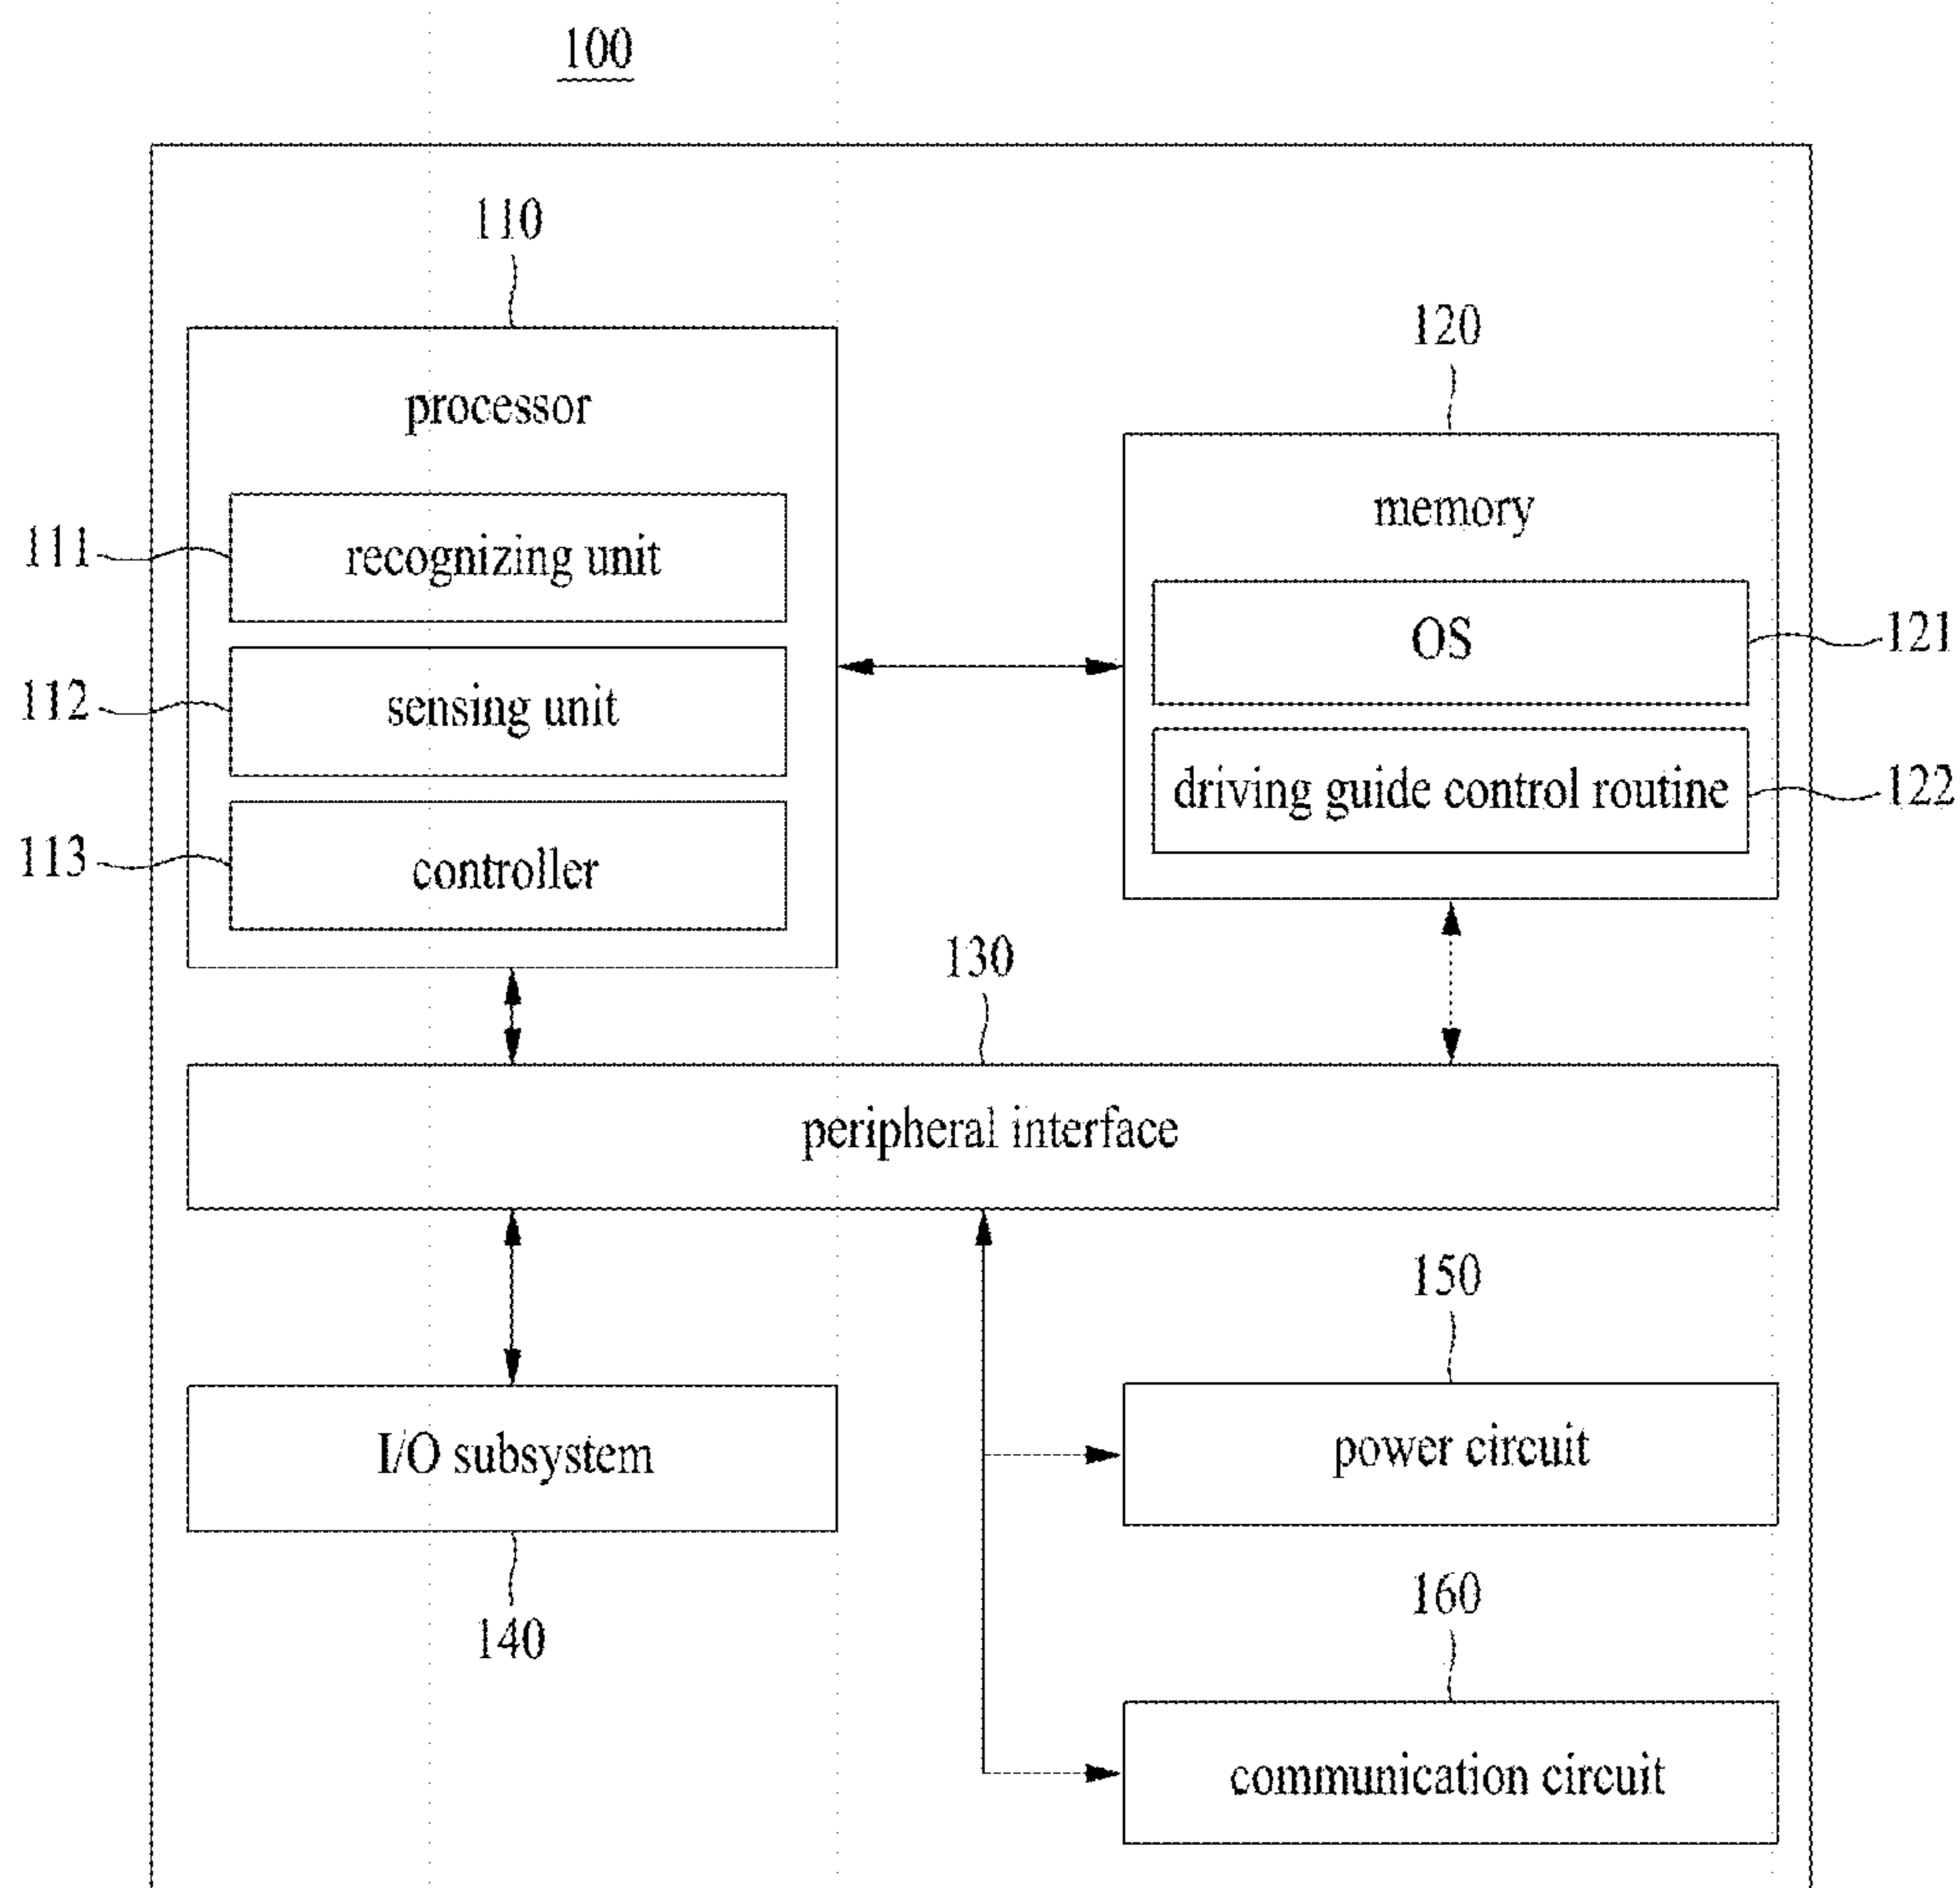 100
110
processor
120
memory
111
recognizing unit
OS
121
112
sensing unit
driving guide control routine
122
113
controller
130
peripheral interface
150
I/O subsystem
power circuit
140
160
communication circuit